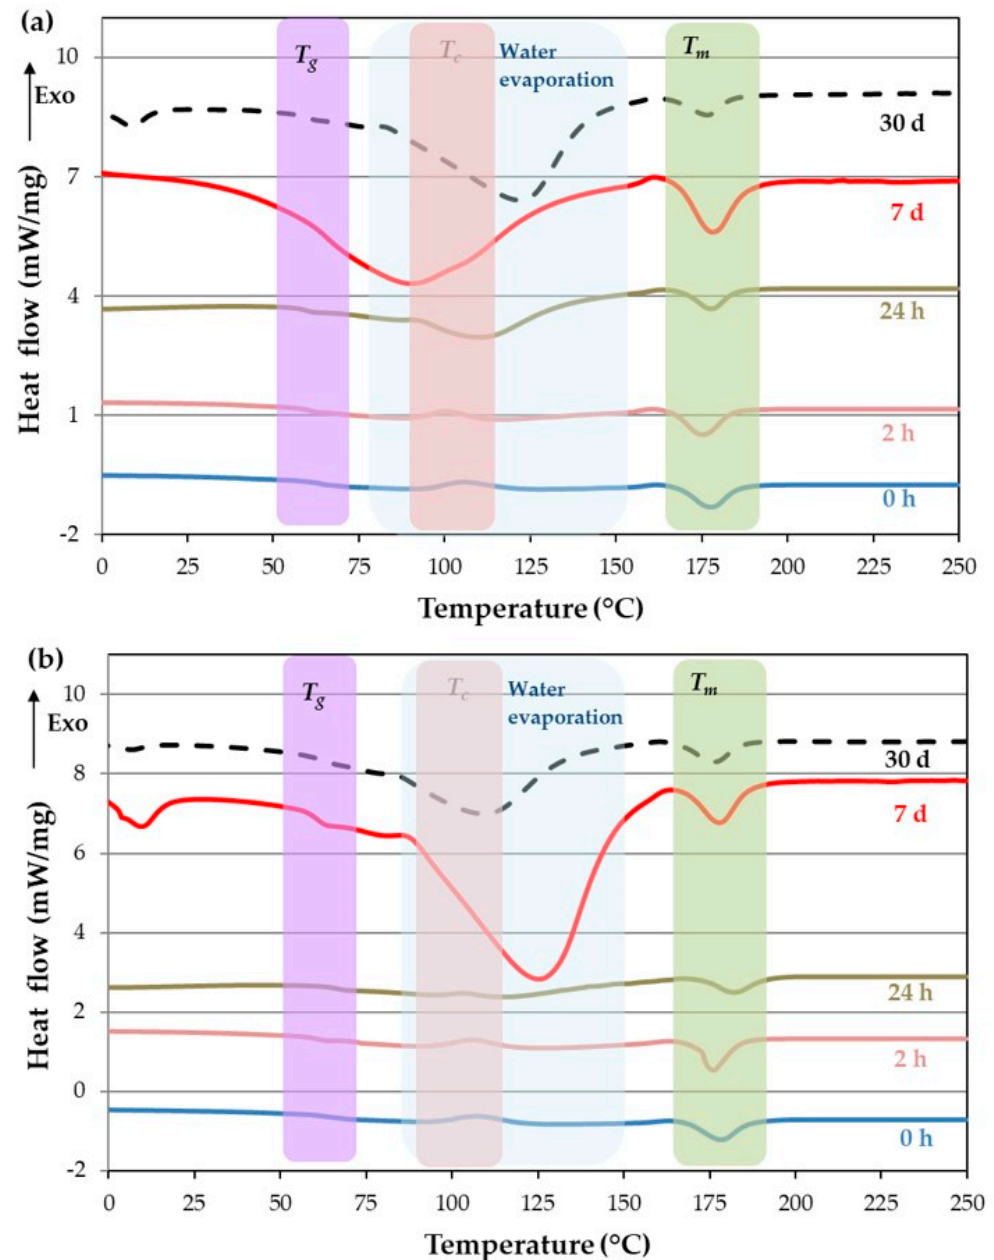 (a)
10
7
4
1
-2
Exo
Heat flow (mW/mg)
Tg
Tc
Water
evaporation
Tm
30 d
7 d
24 h
2 h
0 h
0 25 50 75 100 125 150 175 200 225 250
Temperature (°C)
(b)
10
8
6
4
2
0
-2
Exo
Heat flow (mW/mg)
Tg
Tc
Water
evaporation
Tm
30 d
7 d
24 h
2 h
0 h
0 25 50 75 100 125 150 175 200 225 250
Temperature (°C)